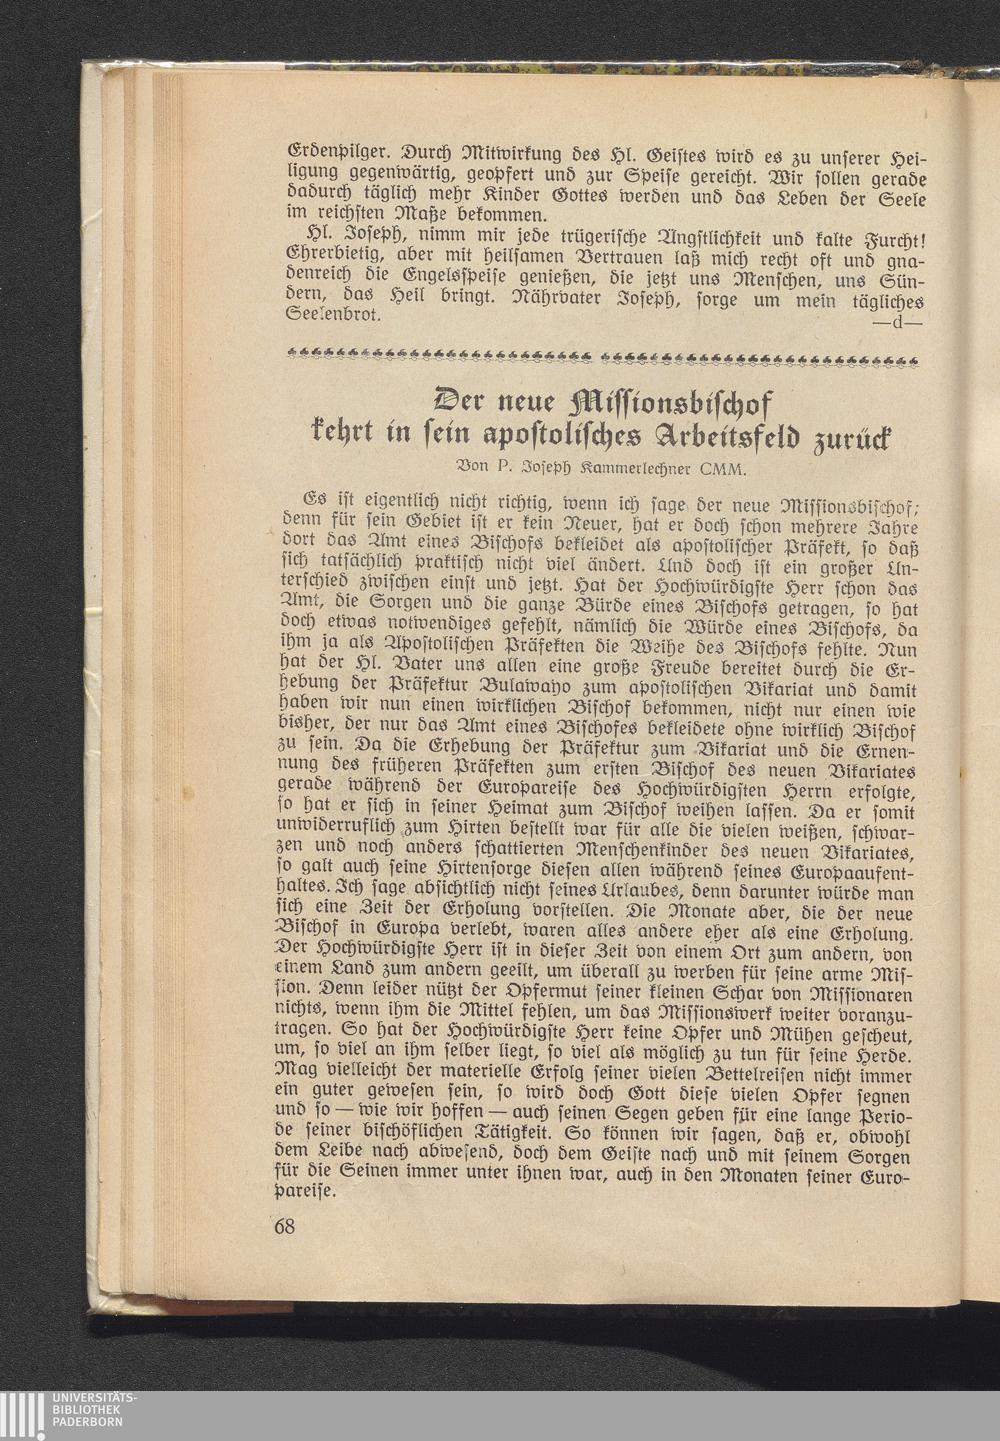 Erdenpilger. Durch Mitwirkung des Hl. Geistes wird es zu unserer Hei-
ligung gegenwärtig, geopfert und zur Speise gereicht. Wir sollen gerade
dadurch täglich mehr Kinder Gottes werden und das Leben der Seele
im reichsten Maße bekommen.
Hl. Joseph, nimm mir jede trügerische Ängstlichkeit und kalte Furcht!
Ehrerbietig, aber mit heilsamen Vertrauen laß mich recht oft und gna-
denreich die Engelsspeise genießen, die jetzt uns Menschen, uns Sün-
dern, das Heil bringt. Nährvater Joseph, sorge um mein tägliches
Seelenbrot.
—d—
Der neue Missionsbischof
kehrt in sein apostolisches Arbeitsfeld zurück
Von P. Joseph Kammerlechner CMM.
Es ist eigentlich nicht richtig, wenn ich sage der neue Missionsbischof;
denn für sein Gebiet ist er kein Neuer, hat er doch schon mehrere Jahre
dort das Amt eines Bischofs bekleidet als apostolischer Präfekt, so daß
sich tatsächlich praktisch nicht viel ändert. Und doch ist ein großer Un-
terschied zwischen einst und jetzt. Hat der Hochwürdigste Herr schon das
Amt, die Sorgen und die ganze Bürde eines Bischofs getragen, so hat
doch etwas notwendiges gefehlt, nämlich die Würde eines Bischofs, da
ihm ja als Apostolischen Präfekten die Weihe des Bischofs fehlte. Nun
hat der Hl. Vater uns allen eine große Freude bereitet durch die Er-
hebung der Präfektur Bulawayo zum apostolischen Vikariat und damit
haben wir nun einen wirklichen Bischof bekommen, nicht nur einen wie
bisher, der nur das Amt eines Bischofes bekleidete ohne wirklich Bischof
zu sein. Da die Erhebung der Präfektur zum Vikariat und die Ernen-
nung des früheren Präfekten zum ersten Bischof des neuen Vikariates
gerade während der Europareise des Hochwürdigsten Herrn erfolgte,
so hat er sich in seiner Heimat zum Bischof weihen lassen. Da er somit
unwiderruflich zum Hirten bestellt war für alle die vielen weißen, schwar-
zen und noch anders schattierten Menschenkinder des neuen Vikariates,
so galt auch seine Hirtensorge diesen allen während seines Europaaufent-
haltes. Ich sage absichtlich nicht seines Urlaubes, denn darunter würde man
sich eine Zeit der Erholung vorstellen. Die Monate aber, die der neue
Bischof in Europa verlebt, waren alles andere eher als eine Erholung.
Der Hochwürdigste Herr ist in dieser Zeit von einem Ort zum andern, von
einem Land zum andern geeilt, um überall zu werben für seine arme Mis-
sion. Denn leider nützt der Opfermut seiner kleinen Schar von Missionaren
nichts, wenn ihm die Mittel fehlen, um das Missionswerk weiter voranzu-
tragen. So hat der Hochwürdigste Herr keine Opfer und Mühen gescheut,
um, so viel an ihm selber liegt, so viel als möglich zu tun für seine Herde.
Mag vielleicht der materielle Erfolg seiner vielen Bettelreisen nicht immer
ein guter gewesen sein, so wird doch Gott diese vielen Opfer segnen
und so — wie wir hoffen — auch seinen Segen geben für eine lange Perio-
de seiner bischöflichen Tätigkeit. So können wir sagen, daß er, obwohl
dem Leibe nach abwesend, doch dem Geiste nach und mit seinem Sorgen
für die Seinen immer unter ihnen war, auch in den Monaten seiner Euro-
pareise.
68
UNIVERSITÄTS-
BIBLIOTHEK
PADERBORN